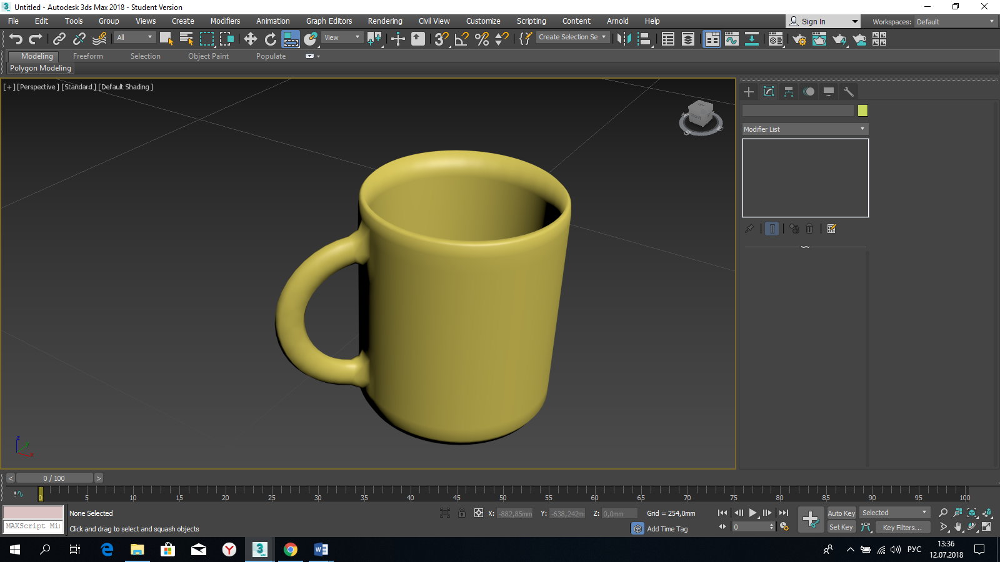 Untitled - Autodesk 3ds Max 2018 - Student Version
File Edit Tools Group Views Create Modifiers Animation Graph Editors Rendering Civil View Customize Scripting Content Arnold Help Sign In Workspaces: Default
All View Create Selection Se
Modeling Freeform Selection Object Paint Populate
Polygon Modeling
[+] [Perspective] [Standard] [Default Shading]
Modifier List
z
y
x
< 0 / 100 >
0 5 10 15 20 25 30 35 40 45 50 55 60 65 70 75 80 85 90 95 100
None Selected X: -882,85mm Y: -638,242m Z: 0,0mm Grid = 254,0mm Auto Key Selected
MAXScript Mi Click and drag to select and squash objects Add Time Tag 0 Set Key Key Filters...
РУС 13:36
12.07.2018